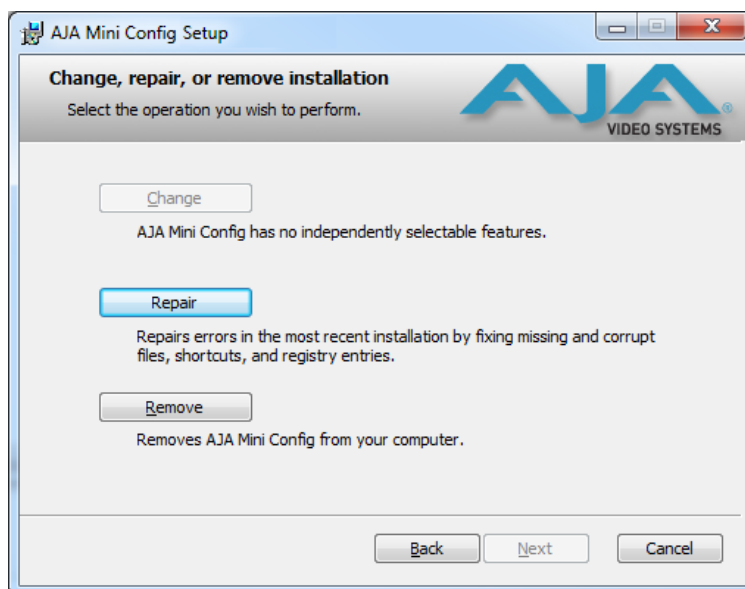 AJA Mini Config Setup
Change, repair, or remove installation
Select the operation you wish to perform.
AJA
®
VIDEO SYSTEMS
Change
AJA Mini Config has no independently selectable features.
Repair
Repairs errors in the most recent installation by fixing missing and corrupt
files, shortcuts, and registry entries.
Remove
Removes AJA Mini Config from your computer.
Back
Next
Cancel